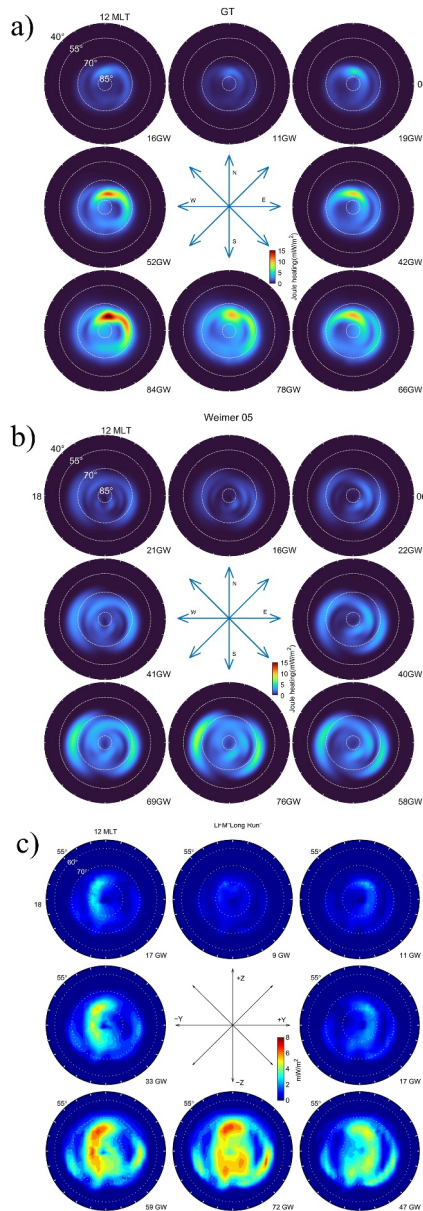 a)
12 MLT
GT
40°
55°
70°
85°
0
16GW
11GW
19GW
N
W
E
S
52GW
42GW
15
10
5
0
Joule heating(mW/m²)
84GW
78GW
66GW
b)
Weimer 05
12 MLT
40°
55°
70°
85°
18
06
21GW
16GW
22GW
N
W
E
S
41GW
40GW
15
10
5
0
Joule heating(mW/m²)
69GW
76GW
58GW
c)
12 MLT
LFM "Long Run"
55°
60°
70°
55°
55°
18
17 GW
9 GW
11 GW
55°
+Z
55°
−Y
+Y
−Z
33 GW
17 GW
8
6
4
2
0
mW/m²
55°
55°
55°
59 GW
72 GW
47 GW